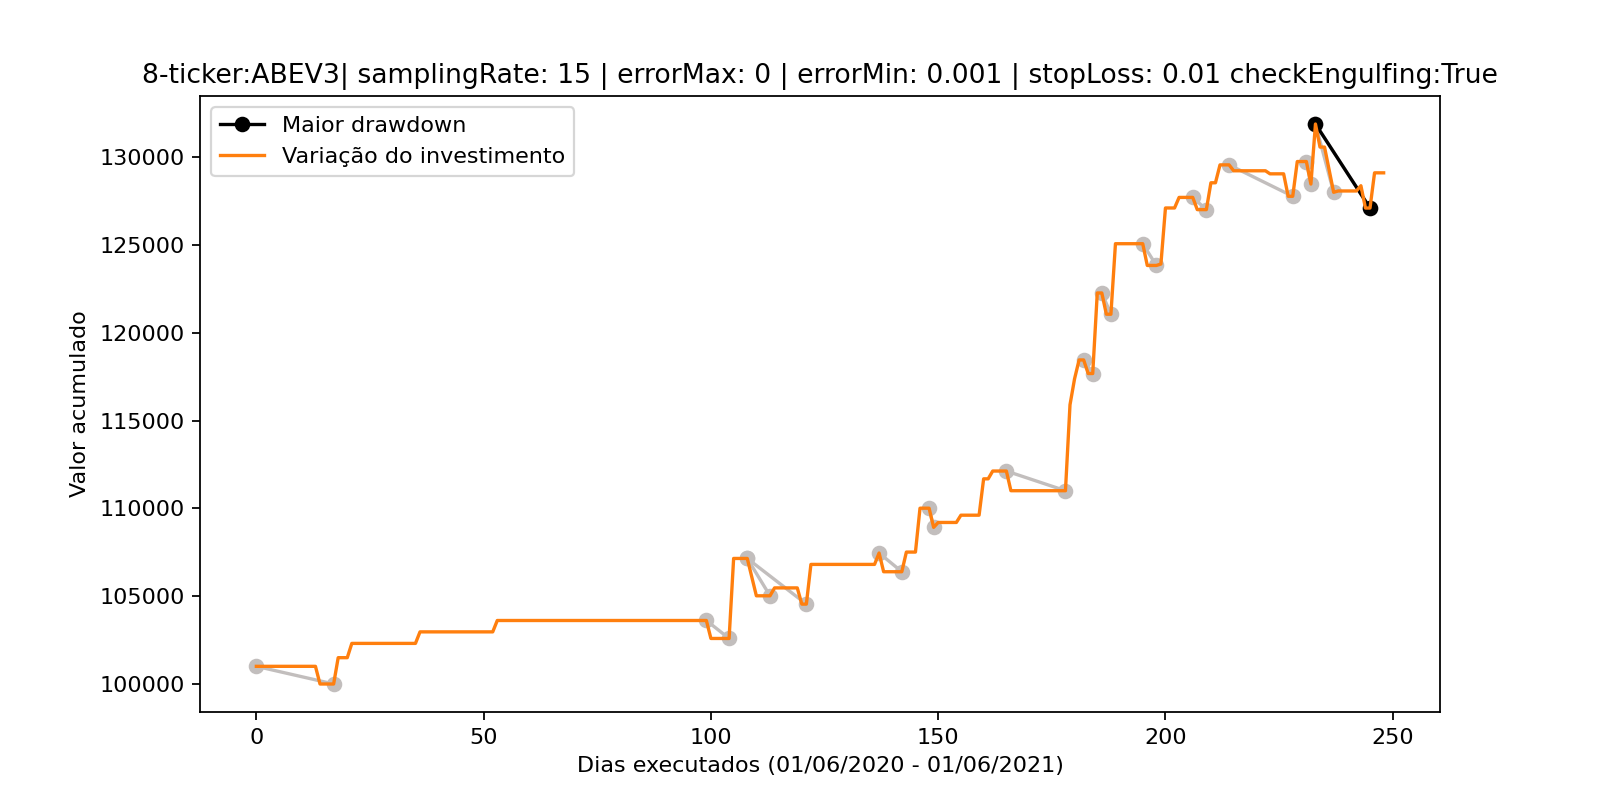 8-ticker:ABEV3| samplingRate: 15 | errorMax: 0 | errorMin: 0.001 | stopLoss: 0.01 checkEngulfing:True
Maior drawdown
Variação do investimento
130000
125000
120000
115000
110000
105000
100000
Valor acumulado
0 50 100 150 200 250
Dias executados (01/06/2020 - 01/06/2021)